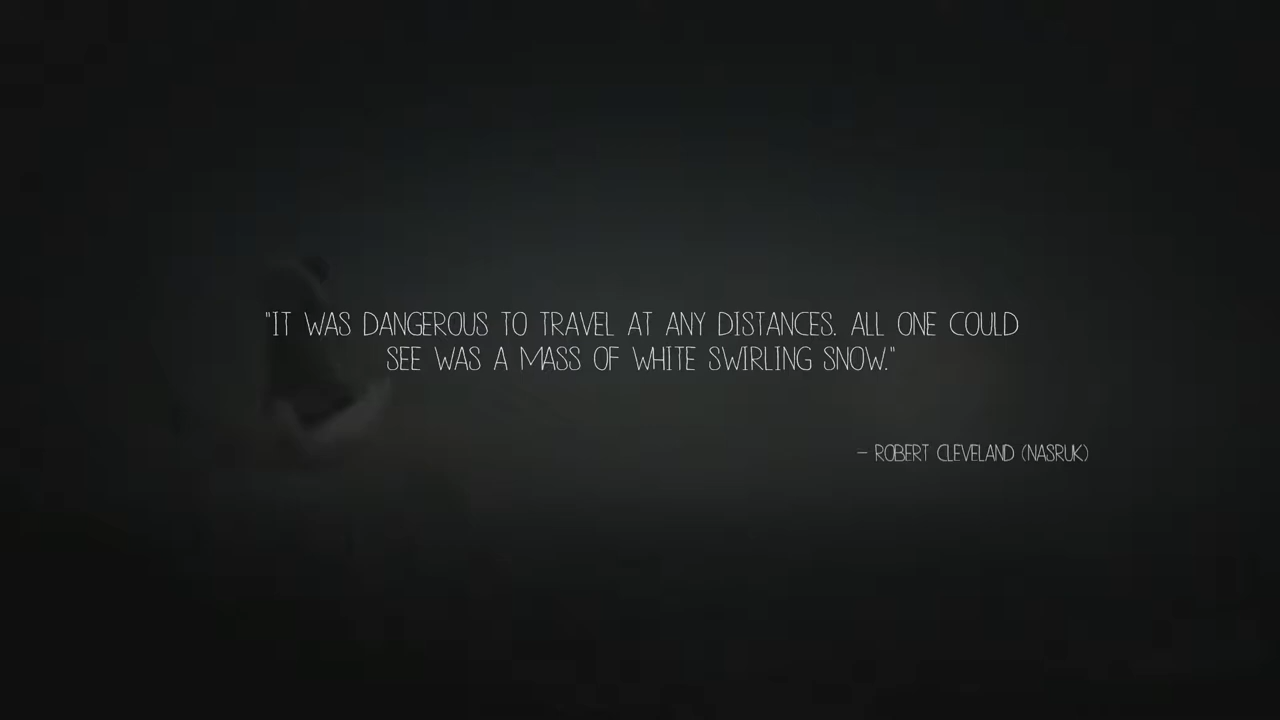 "IT WAS DANGEROUS TO TRAVEL AT ANY DISTANCES. ALL ONE COULD
SEE WAS A MASS OF WHITE SWIRLING SNOW."
– ROBERT CLEVELAND (NASRUK)